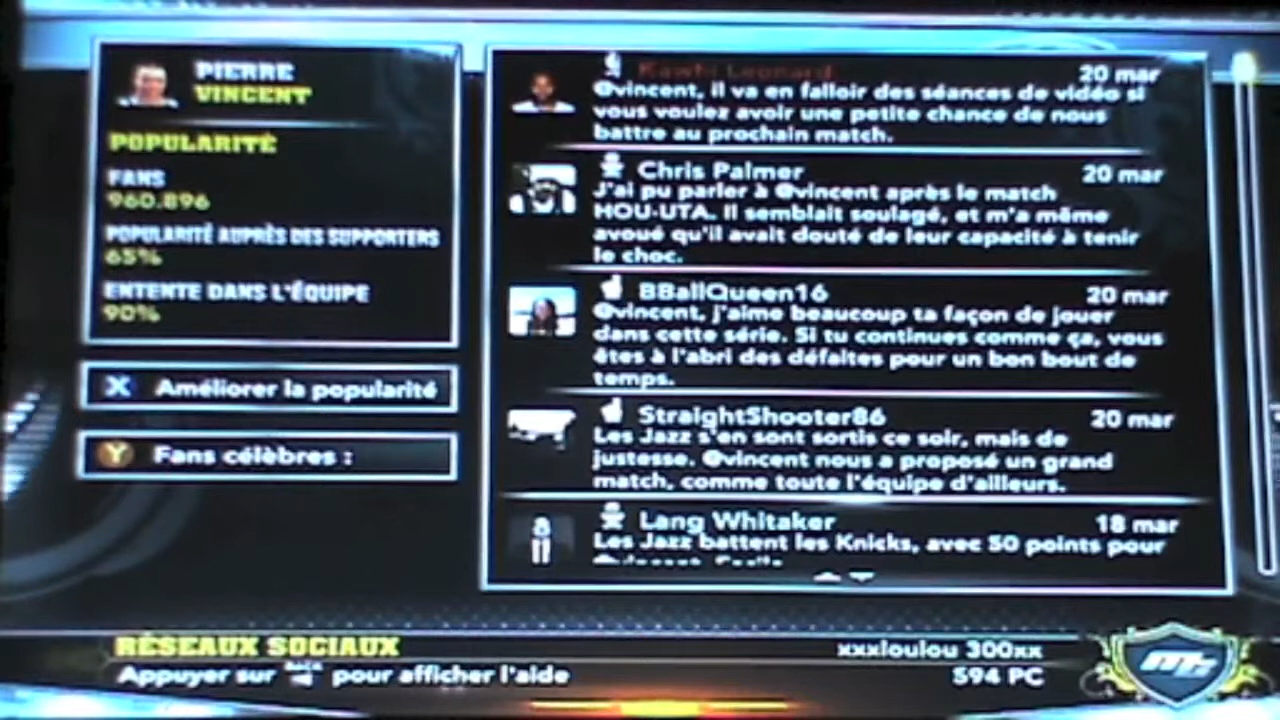 PIERRE
VINCENT
POPULARITÉ
FANS
960.896
POPULARITÉ AUPRÈS DES SUPPORTERS
65%
ENTENTE DANS L'ÉQUIPE
90%
X Améliorer la popularité
Y Fans célèbres :
Kawhi Leonard 20 mar
@vincent, il va en falloir des séances de vidéo si
vous voulez avoir une petite chance de nous
battre au prochain match.
Chris Palmer 20 mar
J'ai pu parler à @vincent après le match
HOU-UTA. Il semblait soulagé, et m'a même
avoué qu'il avait douté de leur capacité à tenir
le choc.
BBallQueen16 20 mar
@vincent, j'aime beaucoup ta façon de jouer
dans cette série. Si tu continues comme ça, vous
êtes à l'abri des défaites pour un bon bout de
temps.
StraightShooter86 20 mar
Les Jazz s'en sont sortis ce soir, mais de
justesse. @vincent nous a proposé un grand
match, comme toute l'équipe d'ailleurs.
Lang Whitaker 18 mar
Les Jazz battent les Knicks, avec 50 points pour
RÉSEAUX SOCIAUX
xxxloulou 300xx
Appuyer sur BACK pour afficher l'aide
594 PC